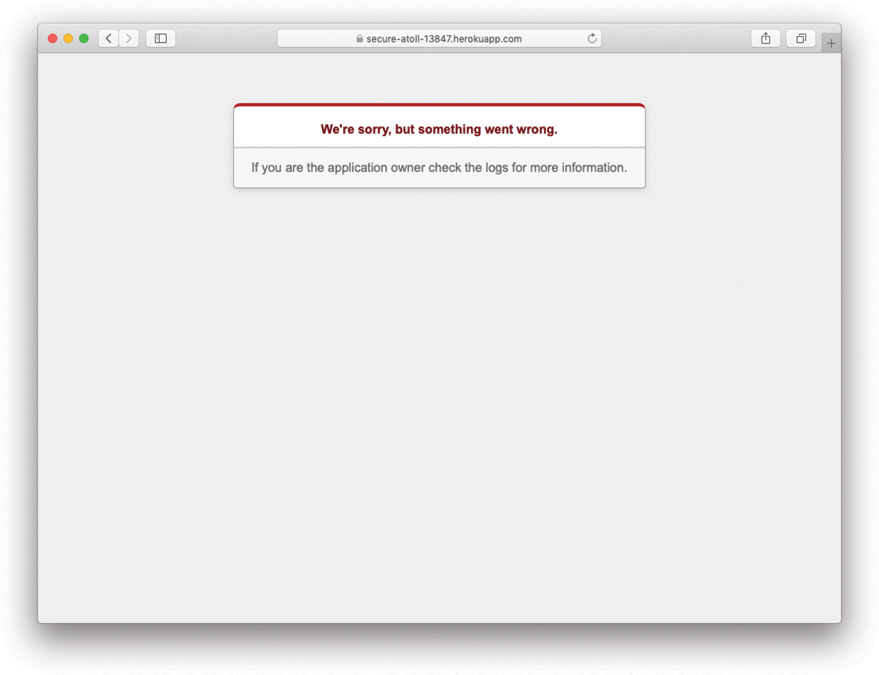 secure-atoll-13847.herokuapp.com
We're sorry, but something went wrong.
If you are the application owner check the logs for more information.